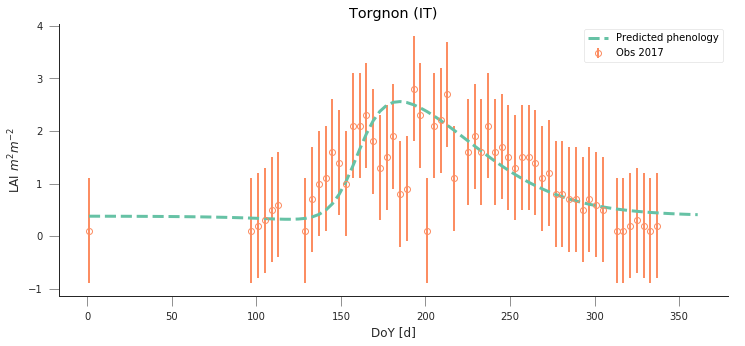 Torgnon (IT)
Predicted phenology
Obs 2017
LAI m²m⁻²
4
3
2
1
0
−1
0 50 100 150 200 250 300 350
DoY [d]